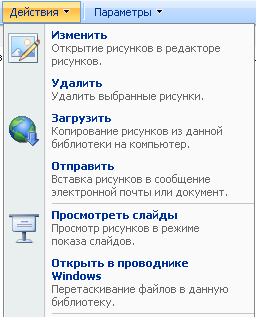 Действия Параметры
Изменить
Открытие рисунков в редакторе
рисунков.
Удалить
Удалить выбранные рисунки.
Загрузить
Копирование рисунков из данной
библиотеки на компьютер.
Отправить
Вставка рисунков в сообщение
электронной почты или документ.
Просмотреть слайды
Просмотр рисунков в режиме
показа слайдов.
Открыть в проводнике
Windows
Перетаскивание файлов в данную
библиотеку.